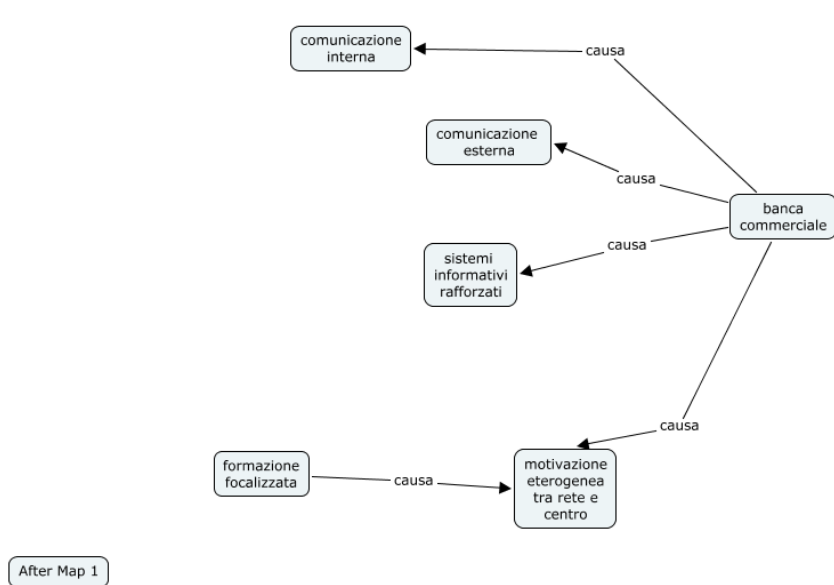 comunicazione
interna
causa
comunicazione
esterna
causa
banca
commerciale
causa
sistemi
informativi
rafforzati
causa
formazione
focalizzata
causa
motivazione
eterogenea
tra rete e
centro
After Map 1